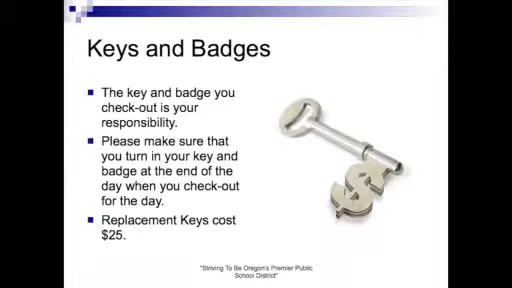 Keys and Badges
The key and badge you
check-out is your
responsibility.
Please make sure that
you turn in your key and
badge at the end of the
day when you check-out
for the day.
Replacement Keys cost
$25.
"Striving To Be Oregon's Premier Public
School District"